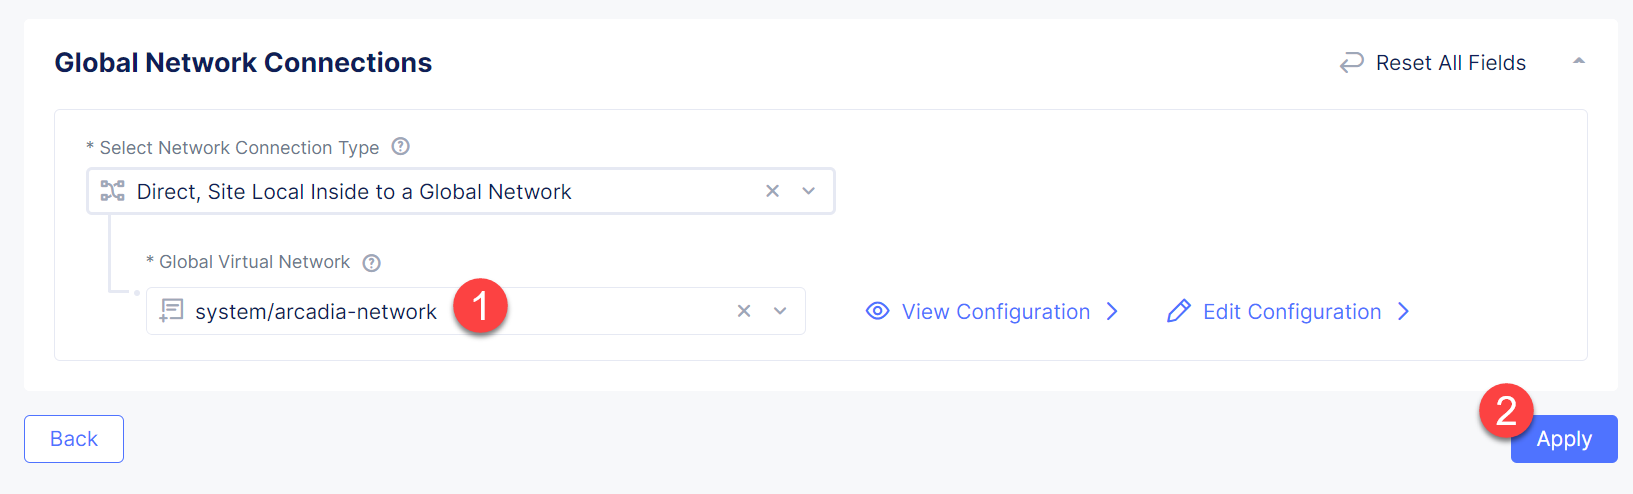 Global Network Connections
Reset All Fields
* Select Network Connection Type
Direct, Site Local Inside to a Global Network
* Global Virtual Network
system/arcadia-network
1
View Configuration
Edit Configuration
Back
2
Apply